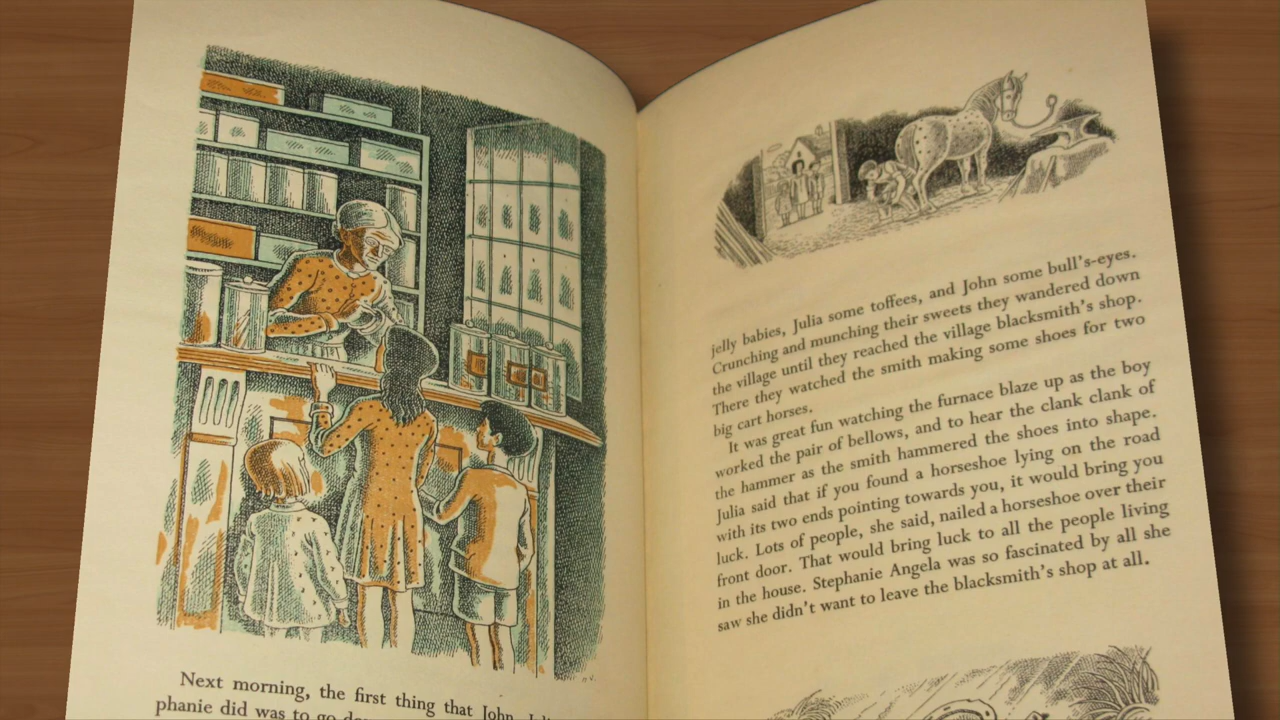 Next morning, the first thing that John,
phanie did was to go
jelly babies, Julia some toffees, and John some bull's-eyes.
Crunching and munching their sweets they wandered down
the village until they reached the village blacksmith's shop.
There they watched the smith making some shoes for two
big cart horses.
It was great fun watching the furnace blaze up as the boy
worked the pair of bellows, and to hear the clank clank of
the hammer as the smith hammered the shoes into shape.
Julia said that if you found a horseshoe lying on the road
with its two ends pointing towards you, it would bring you
luck. Lots of people, she said, nailed a horseshoe over their
front door. That would bring luck to all the people living
in the house. Stephanie Angela was so fascinated by all she
saw she didn't want to leave the blacksmith's shop at all.